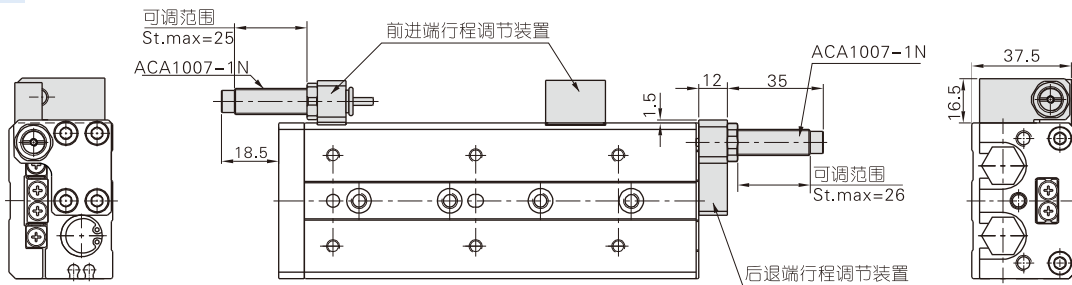 可调范围
St.max=25
ACA1007-1N
前进端行程调节装置
18.5
1.5
12
35
ACA1007-1N
可调范围
St.max=26
后退端行程调节装置
37.5
16.5